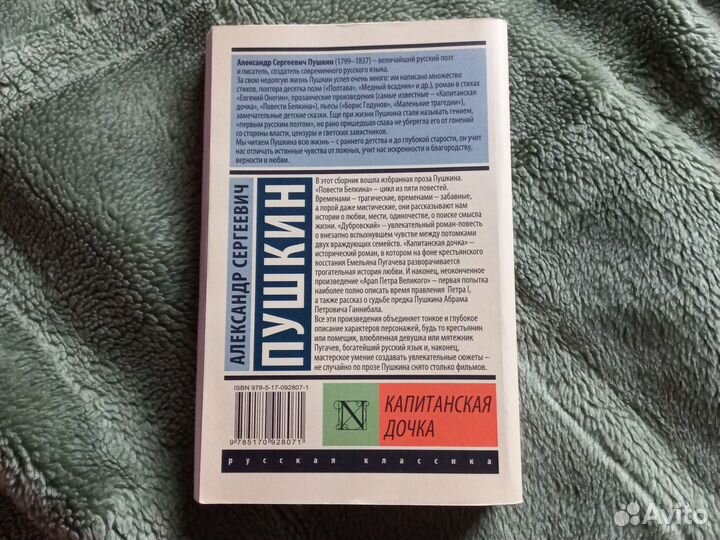 Александр Сергеевич Пушкин (1799–1837) – величайший русский поэт
и писатель, создатель современного русского языка.
За свою недолгую жизнь Пушкин успел очень много: им написано множество
стихов, полтора десятка поэм («Полтава», «Медный всадник» и др.), роман в стихах
«Евгений Онегин», прозаические произведения (самые известные – «Капитанская
дочка», «Повести Белкина»), пьесы («Борис Годунов», «Маленькие трагедии»),
замечательные детские сказки. Еще при жизни Пушкина стали называть гением,
«первым русским поэтом», но рано пришедшая слава не уберегла его от гонений
со стороны власти, цензуры и светских завистников.
Мы читаем Пушкина всю жизнь – с раннего детства и до глубокой старости, он учит
нас отличать истинные чувства от ложных, учит нас искренности и благородству,
верности и любви.
АЛЕКСАНДР СЕРГЕЕВИЧ
ПУШКИН
В этот сборник вошла избранная проза Пушкина.
«Повести Белкина» – цикл из пяти повестей.
Временами – трагические, временами – забавные,
а порой даже мистические, они рассказывают нам
истории о любви, мести, одиночестве, о поиске смысла
жизни. «Дубровский» – увлекательный роман-повесть
о внезапно вспыхнувшем чувстве между потомками
двух враждующих семейств. «Капитанская дочка» –
исторический роман, в котором на фоне крестьянского
восстания Емельяна Пугачева разворачивается
трогательная история любви. И наконец, неоконченное
произведение «Арап Петра Великого» – первая попытка
наиболее полно описать время правления Петра I,
а также рассказ о судьбе предка Пушкина Абрама
Петровича Ганнибала.
Все эти произведения объединяет тонкое и глубокое
описание характеров персонажей, будь то крестьянин
или помещик, влюбленная девушка или мятежник
Пугачев, богатейший русский язык и, наконец,
мастерское умение создавать увлекательные сюжеты –
не случайно по прозе Пушкина снято столько фильмов.
ISBN 978-5-17-092807-1
9 785170 928071
N
КАПИТАНСКАЯ
ДОЧКА
русская классика
Avito